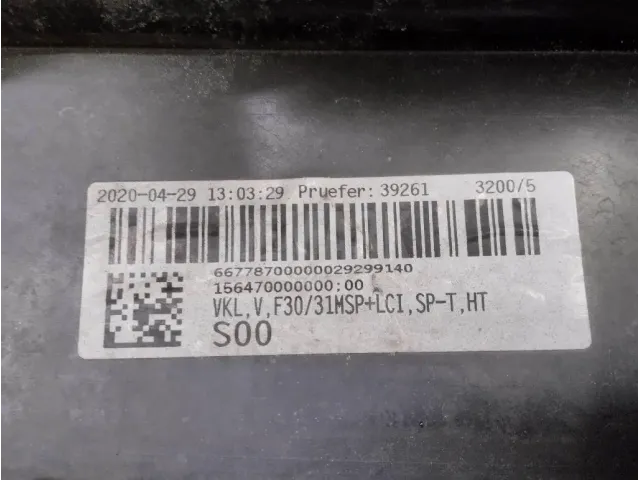 2020-04-29 13:03:29 Pruefer: 39261 3200/5
66778700000029299140
156470000000:00
VKL,V,F30/31MSP+LCI,SP-T,HT
S00